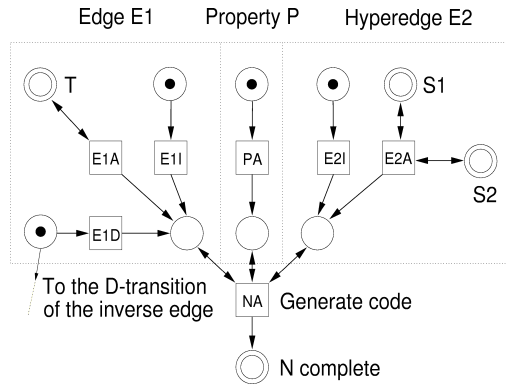 Edge E1 Property P Hyperedge E2
T S1
E1A E1I PA E2I E2A
S2
E1D
To the D-transition
of the inverse edge
NA Generate code
N complete